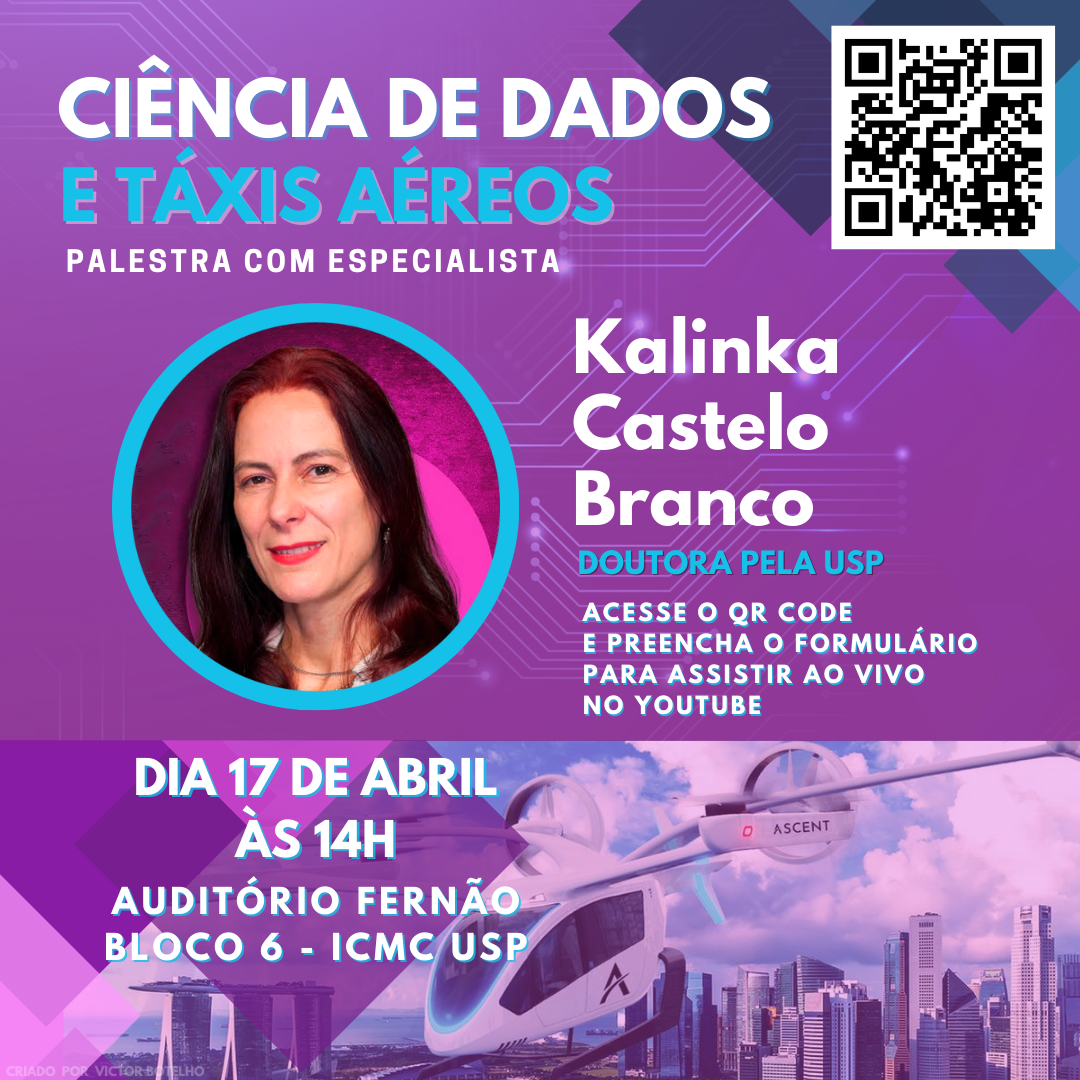 CIÊNCIA DE DADOS
E TÁXIS AÉREOS
PALESTRA COM ESPECIALISTA
Kalinka
Castelo
Branco
DOUTORA PELA USP
ACESSE O QR CODE
E PREENCHA O FORMULÁRIO
PARA ASSISTIR AO VIVO
NO YOUTUBE
DIA 17 DE ABRIL
ÀS 14H
AUDITÓRIO FERNÃO
BLOCO 6 - ICMC USP
ASCENT
CRIADO POR VICTOR BOTELHO